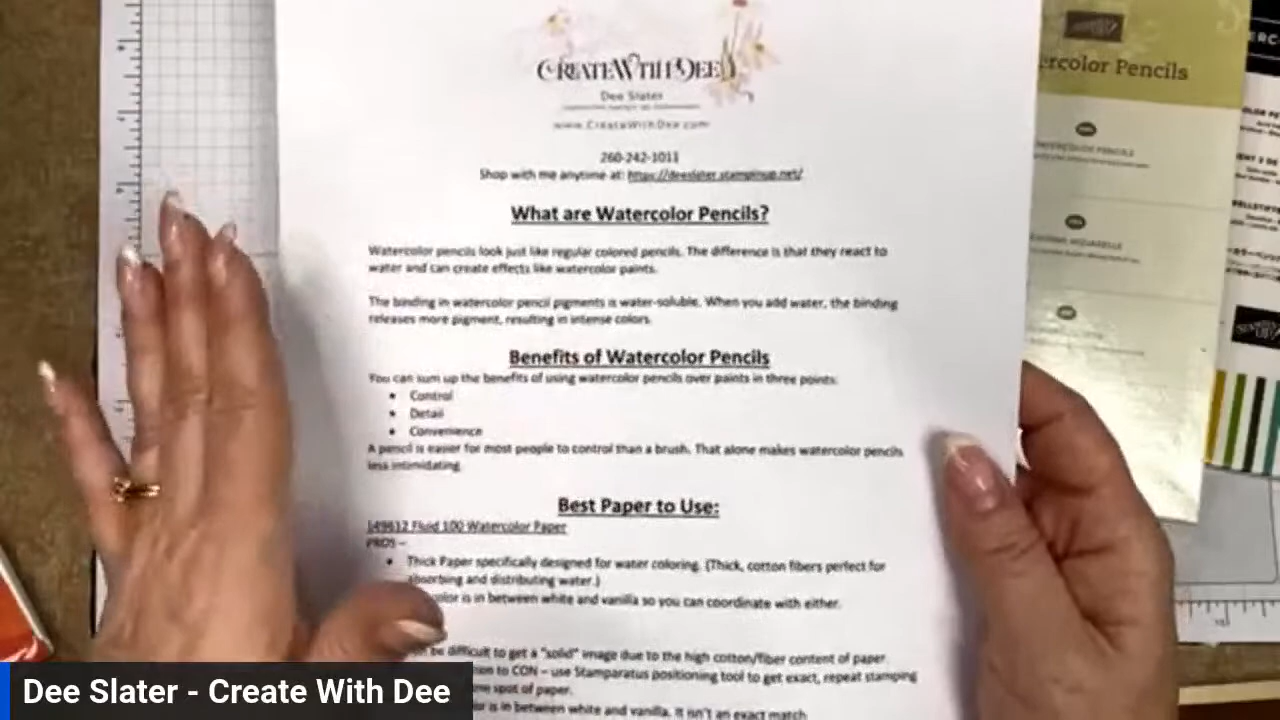 CREATEWITHDEE
Dee Slater
www.CreateWithDee.com
260-242-1011
Shop with me anytime at: https://deeslater.stampinup.net/
What are Watercolor Pencils?
Watercolor pencils look just like regular colored pencils. The difference is that they react to
water and can create effects like watercolor paints.
The binding in watercolor pencil pigments is water-soluble. When you add water, the binding
releases more pigment, resulting in intense colors.
Benefits of Watercolor Pencils
You can sum up the benefits of using watercolor pencils over paints in three points:
• Control
• Detail
• Convenience
A pencil is easier for most people to control than a brush. That alone makes watercolor pencils
less intimidating.
Best Paper to Use:
149612 Fluid 100 Watercolor Paper
PROS –
• Thick Paper specifically designed for water coloring. (Thick, cotton fibers perfect for
absorbing and distributing water.)
color is in between white and vanilla so you can coordinate with either.
be difficult to get a "solid" image due to the high cotton/fiber content of paper.
to CON – use Stamparatus positioning tool to get exact, repeat stamping
spot of paper.
is in between white and vanilla. It isn't an exact match
ercolor Pencils
WATERCOLOR PENCILS
STAMPIN' UP!
Dee Slater - Create With Dee